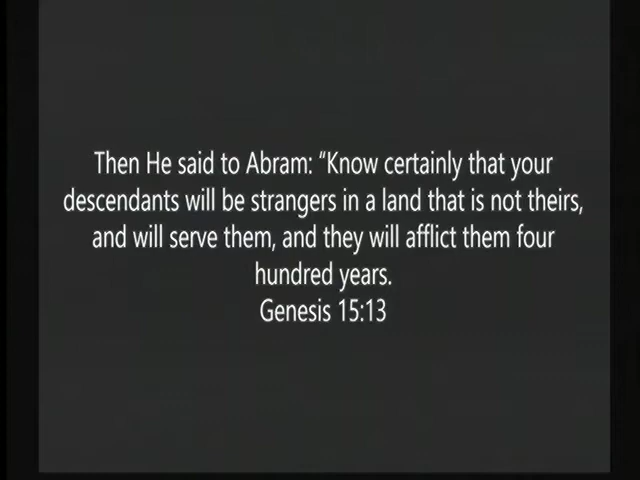 Then He said to Abram: “Know certainly that your
descendants will be strangers in a land that is not theirs,
and will serve them, and they will afflict them four
hundred years.
Genesis 15:13